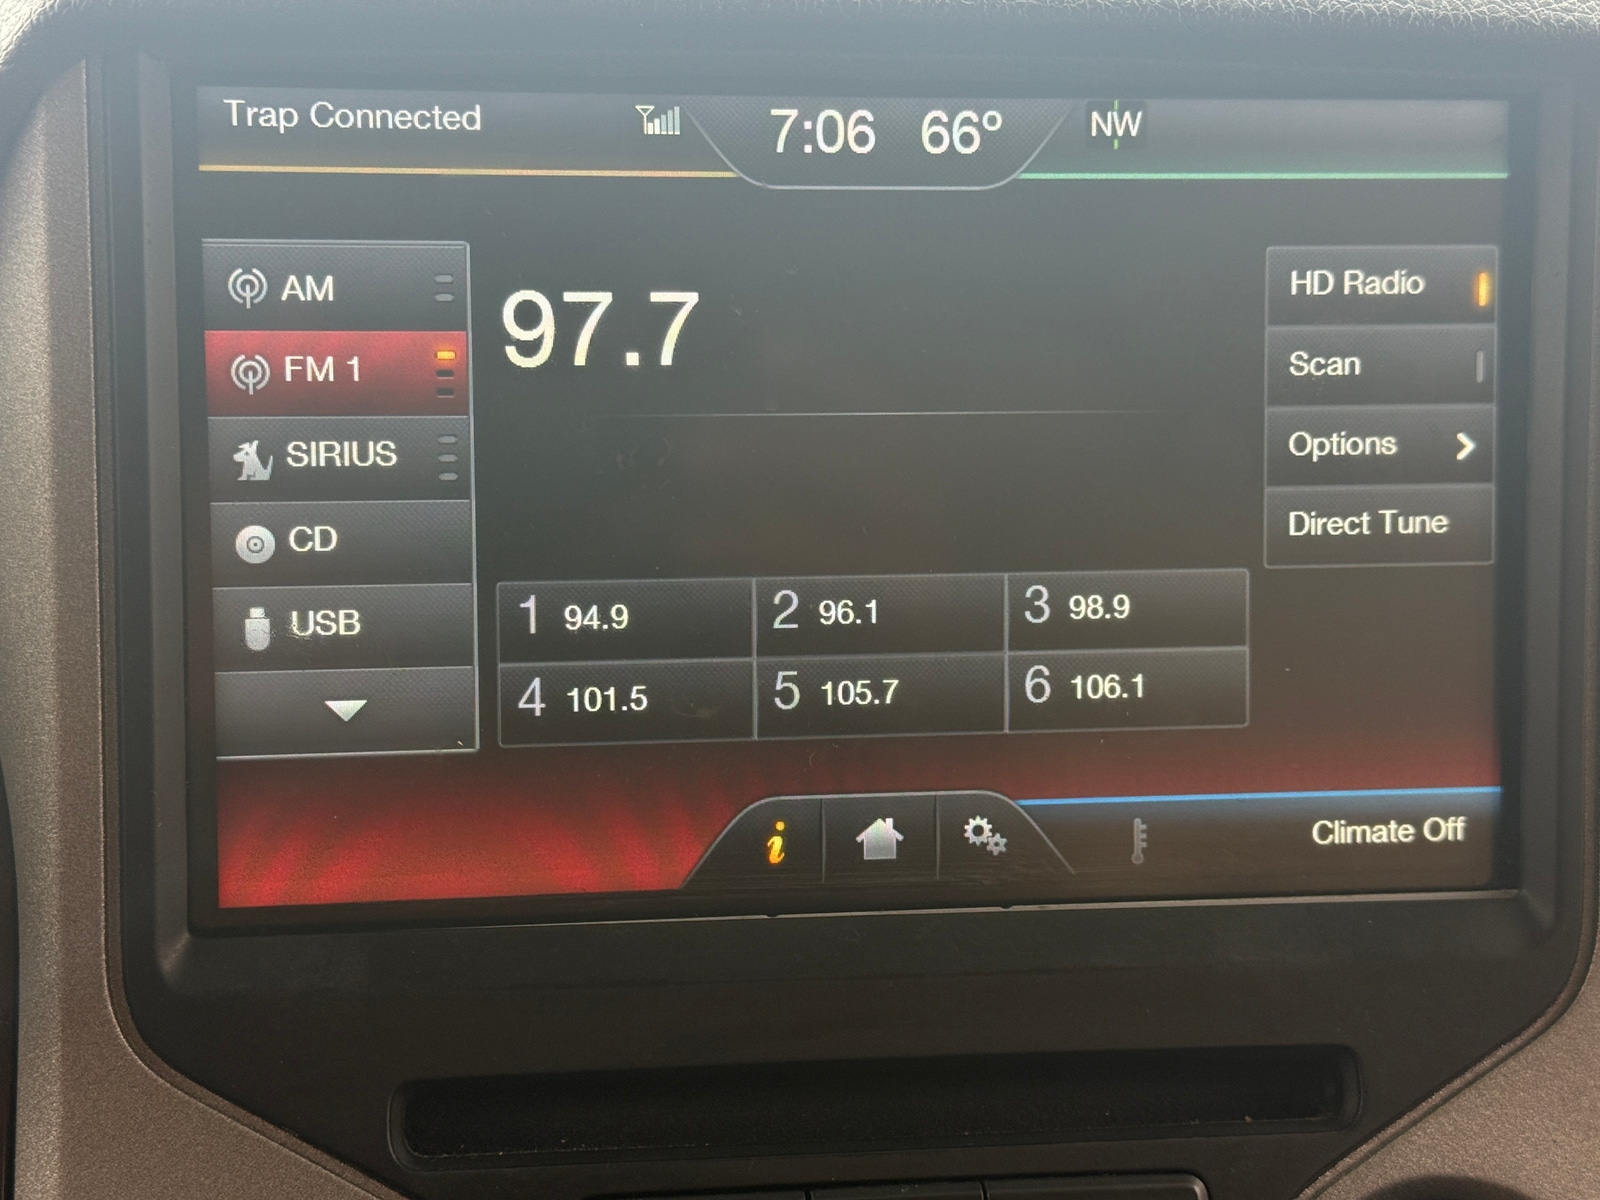 Trap Connected
7:06 66°
NW
AM
FM 1
SIRIUS
CD
USB
97.7
HD Radio
Scan
Options
Direct Tune
1 94.9
2 96.1
3 98.9
4 101.5
5 105.7
6 106.1
i
Climate Off